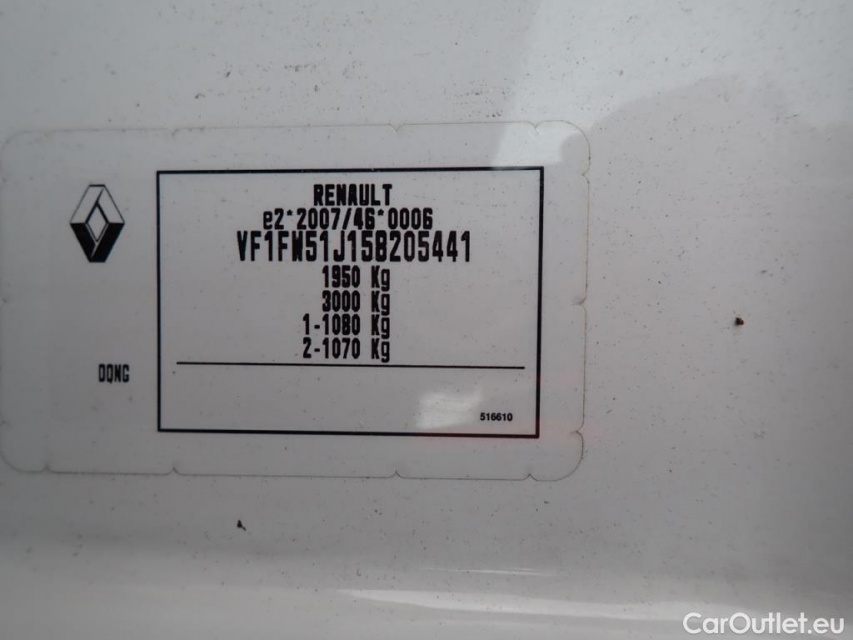 RENAULT
e2*2007/46*0006
VF1FW51J158205441
1950 Kg
3000 Kg
1-1080 Kg
2-1070 Kg
DQNG
516610
CarOutlet.eu